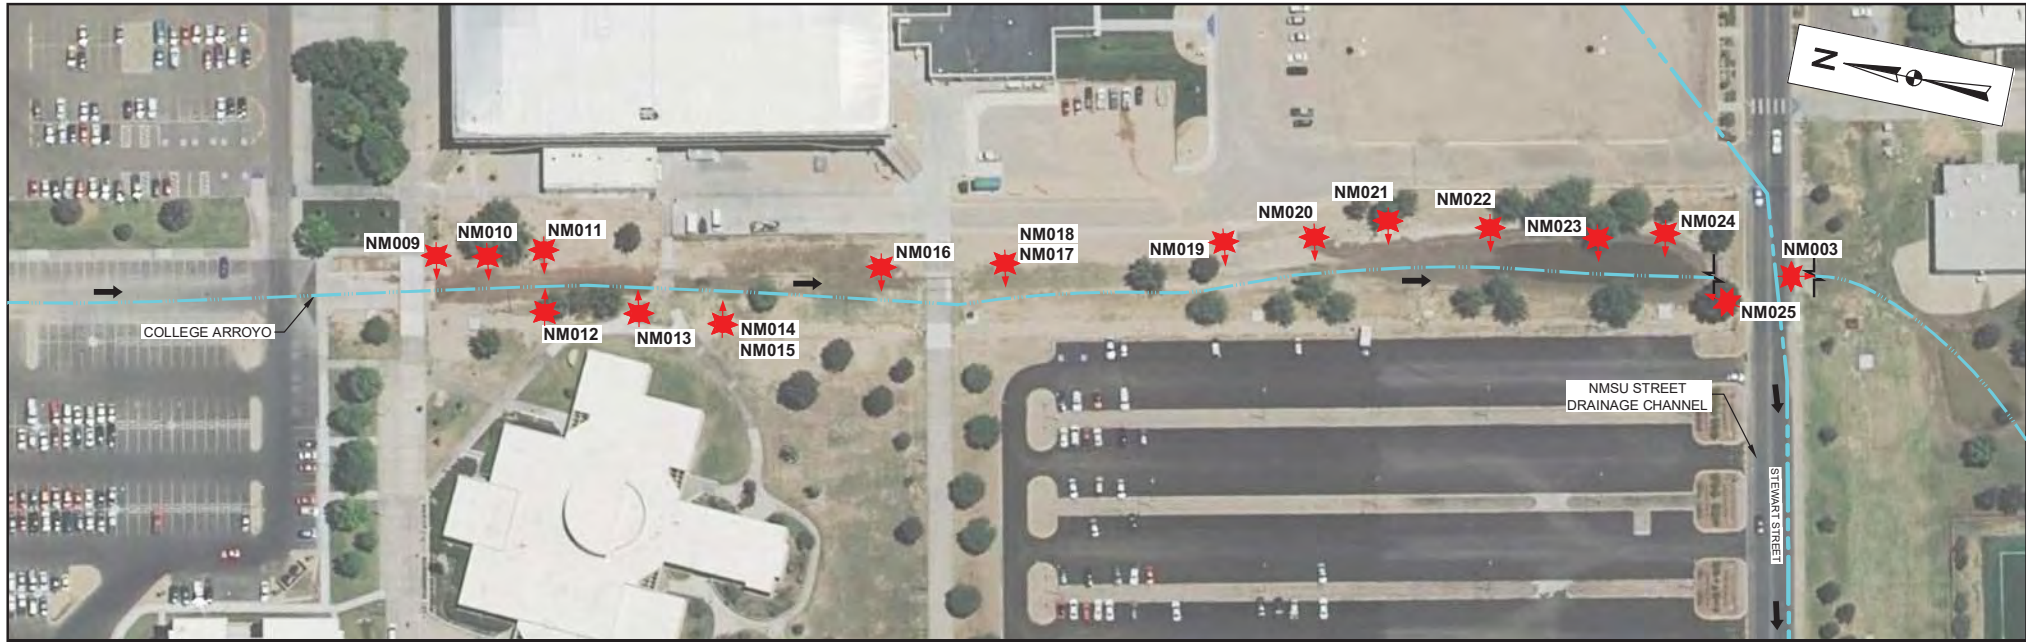 N
NM009
NM010
NM011
NM012
NM013
NM014
NM015
NM016
NM018
NM017
NM019
NM020
NM021
NM022
NM023
NM024
NM003
NM025
COLLEGE ARROYO
NMSU STREET
DRAINAGE CHANNEL
STEWART STREET